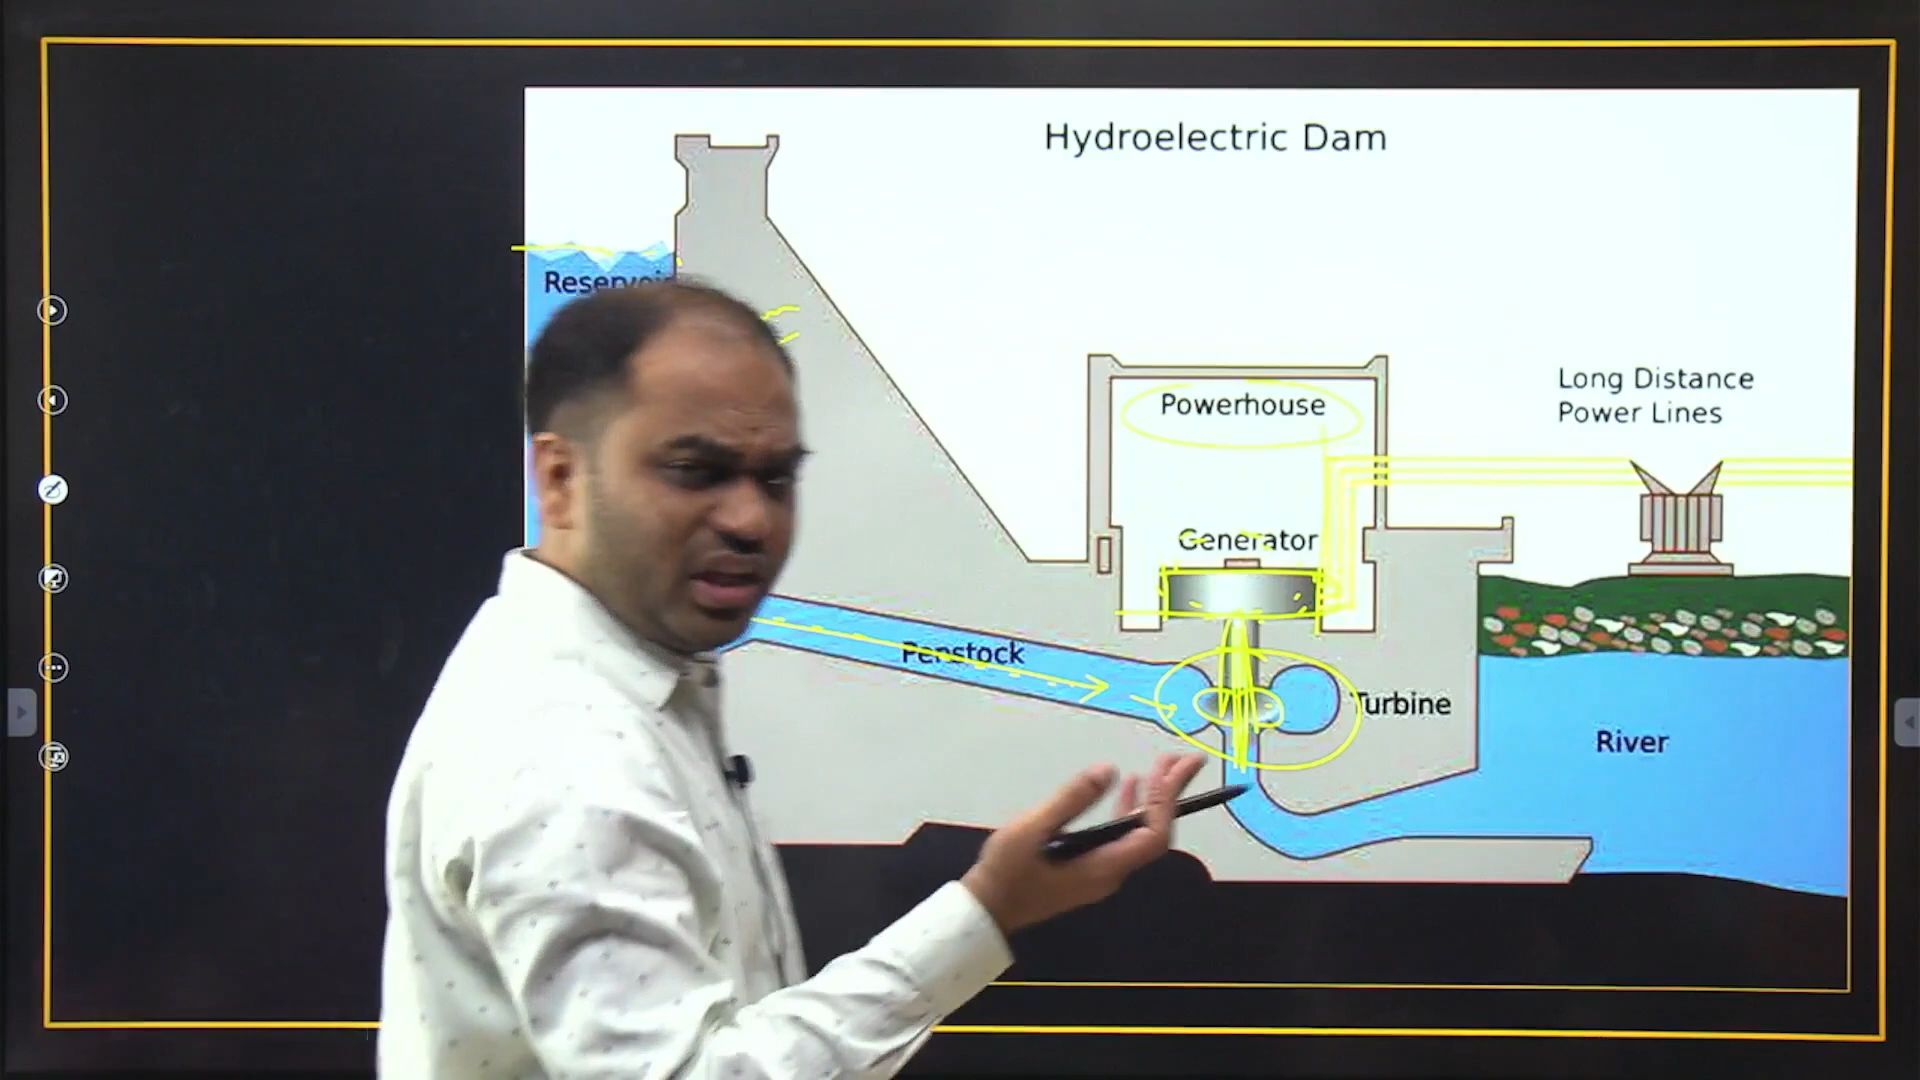 Hydroelectric Dam
Long Distance
Power Lines
Powerhouse
Generator
Penstock
Turbine
River